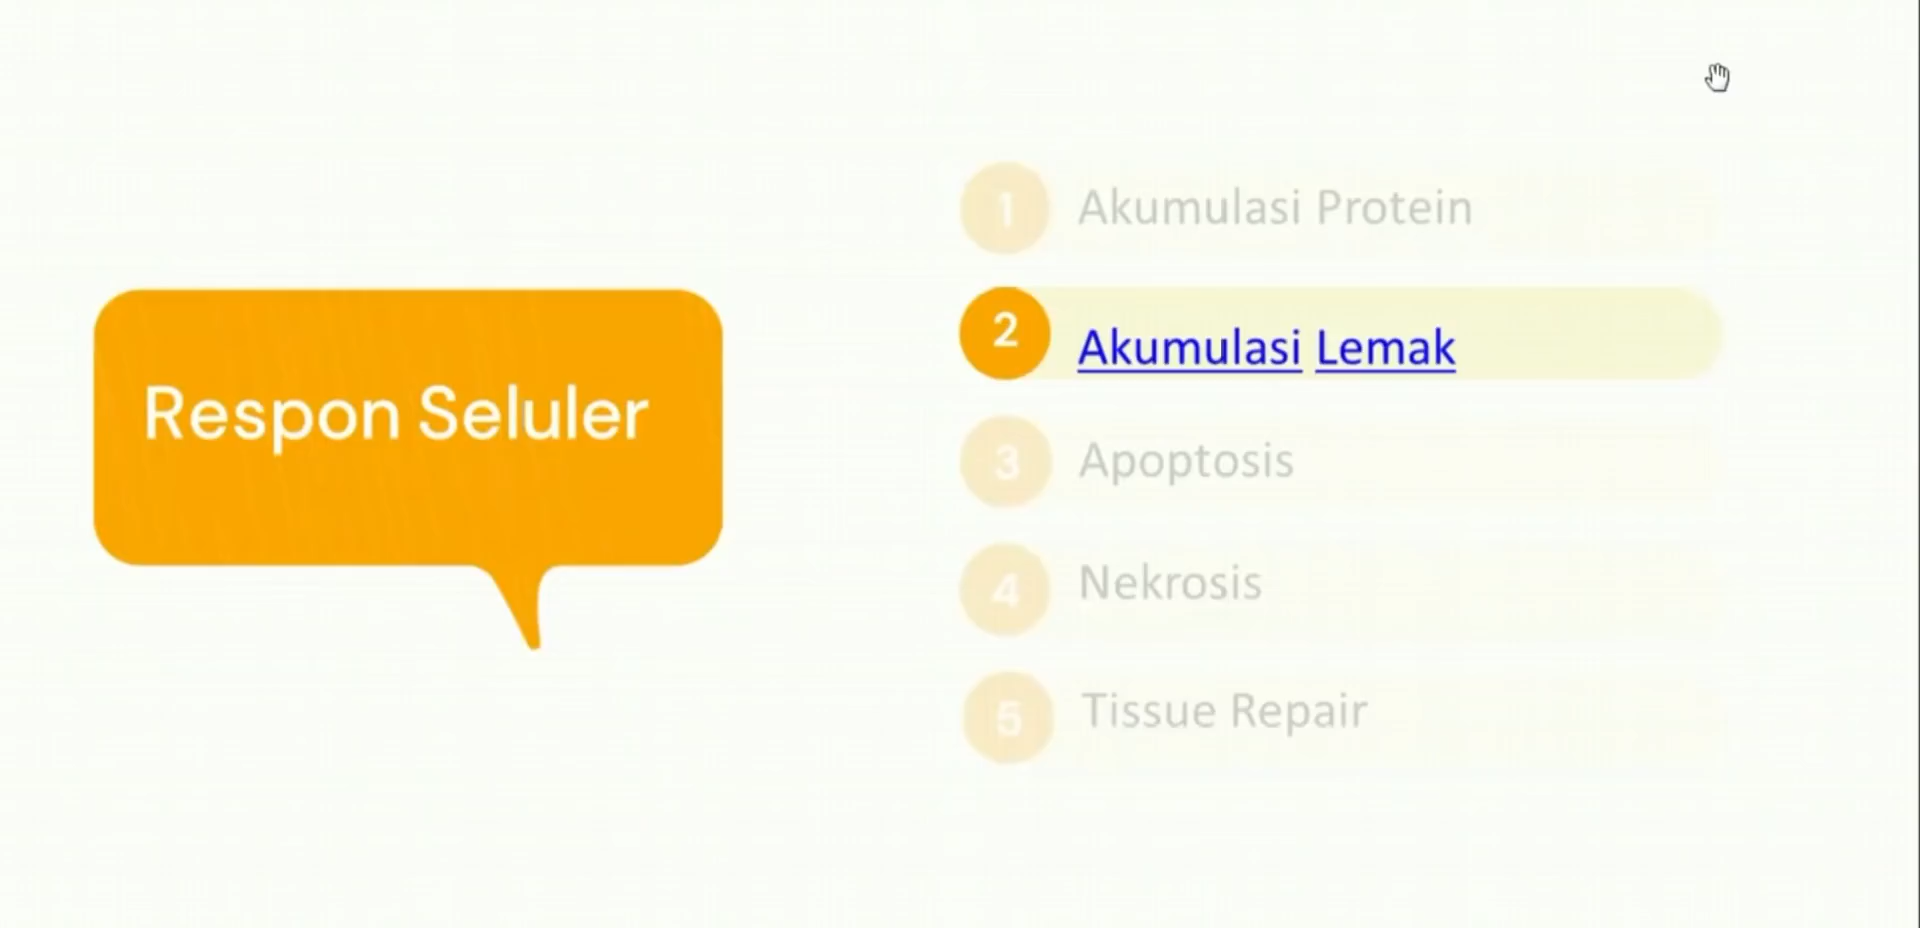 Respon Seluler
1 Akumulasi Protein
2 Akumulasi Lemak
3 Apoptosis
4 Nekrosis
5 Tissue Repair